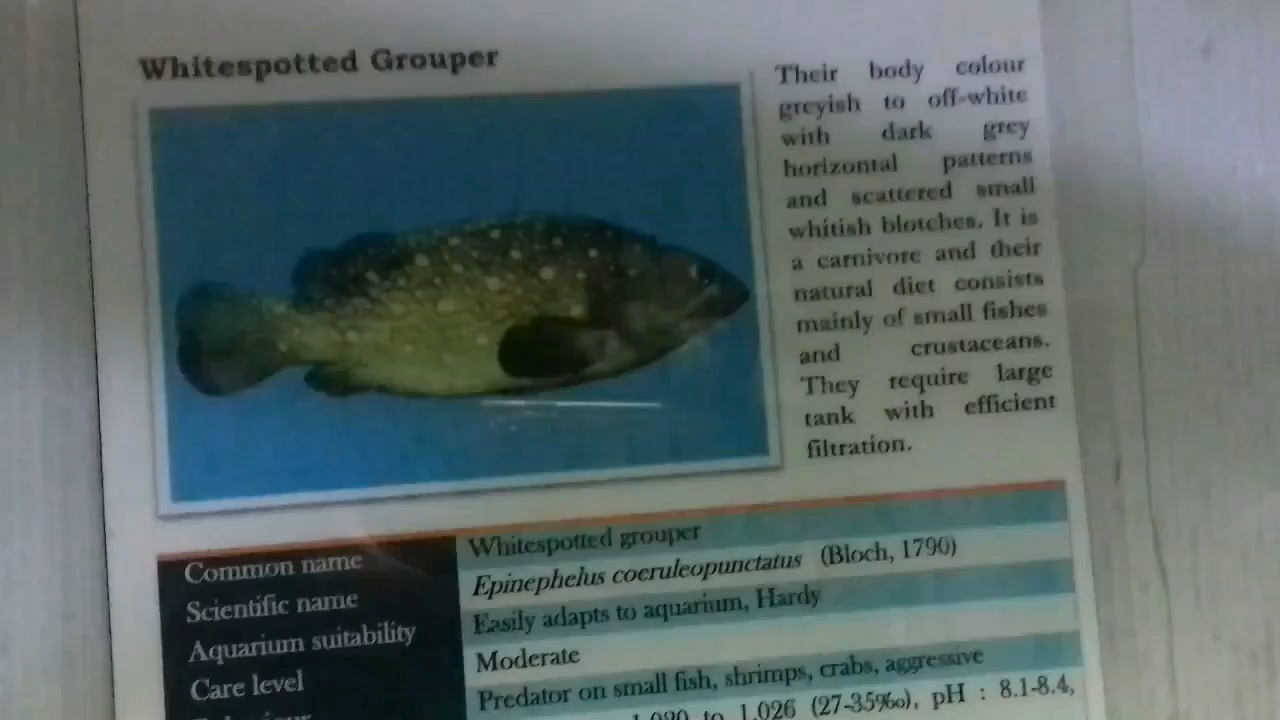 Whitespotted Grouper
Their body colour
greyish to off-white
with dark grey
horizontal patterns
and scattered small
whitish blotches. It is
a carnivore and their
natural diet consists
mainly of small fishes
and crustaceans.
They require large
tank with efficient
filtration.
Common name Whitespotted grouper
Scientific name Epinephelus coeruleopunctatus (Bloch, 1790)
Aquarium suitability Easily adapts to aquarium, Hardy
Care level Moderate
Predator on small fish, shrimps, crabs, aggressive
to 1.026 (27-35‰), pH : 8.1-8.4,